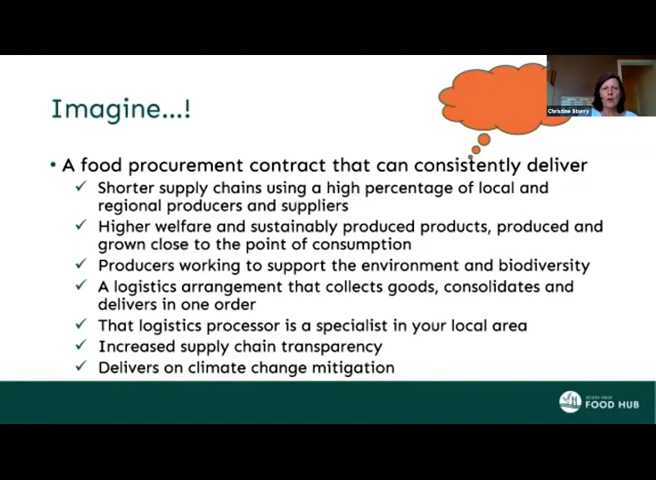 Christine Storry
Imagine...!
• A food procurement contract that can consistently deliver
✓ Shorter supply chains using a high percentage of local and
regional producers and suppliers
✓ Higher welfare and sustainably produced products, produced and
grown close to the point of consumption
✓ Producers working to support the environment and biodiversity
✓ A logistics arrangement that collects goods, consolidates and
delivers in one order
✓ That logistics processor is a specialist in your local area
✓ Increased supply chain transparency
✓ Delivers on climate change mitigation
SOUTH WEST
FOOD HUB